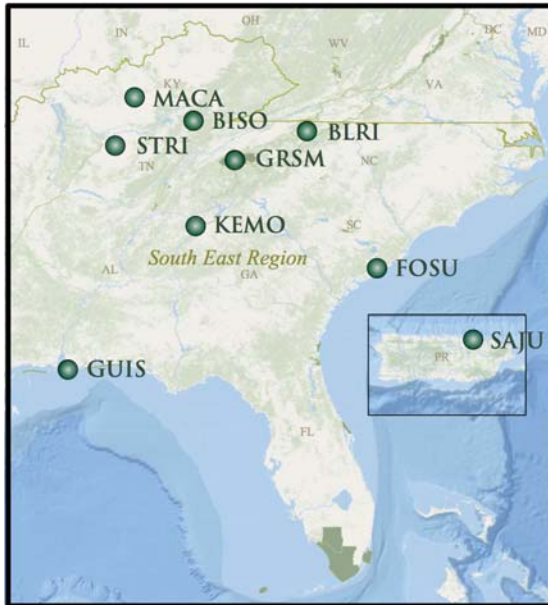 OH
IN
IL
DC
MD
WV
KY
VA
MACA
BISO
BLRI
STRI
GRSM
TN
NC
KEMO
SC
South East Region
AL
GA
FOSU
SAJU
PR
GUIS
FL